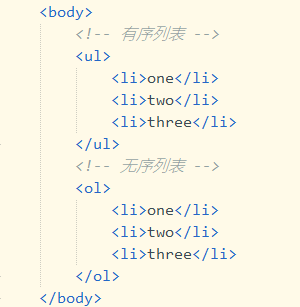 <body>
<!-- 有序列表 -->
<ul>
<li>one</li>
<li>two</li>
<li>three</li>
</ul>
<!-- 无序列表 -->
<ol>
<li>one</li>
<li>two</li>
<li>three</li>
</ol>
</body>